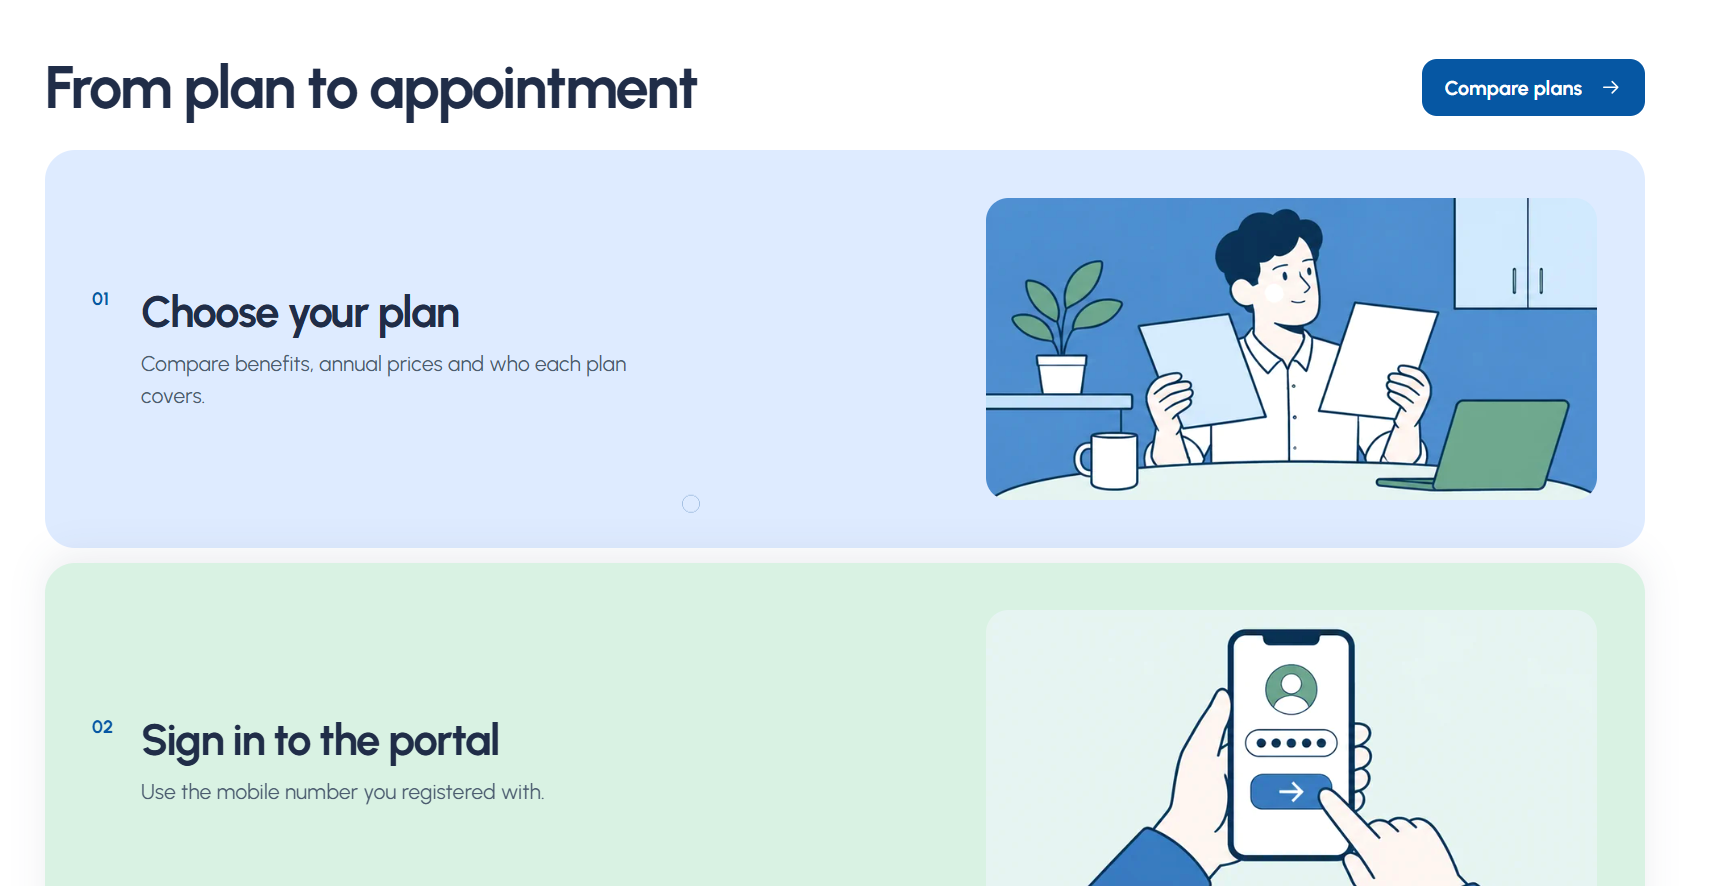 From plan to appointment
Compare plans →
01
Choose your plan
Compare benefits, annual prices and who each plan
covers.
02
Sign in to the portal
Use the mobile number you registered with.